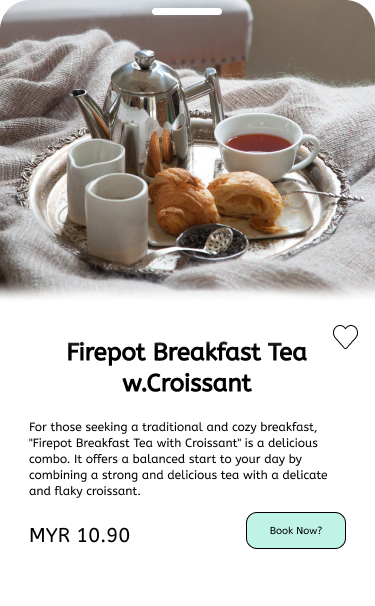 Firepot Breakfast Tea
w.Croissant
For those seeking a traditional and cozy breakfast,
"Firepot Breakfast Tea with Croissant" is a delicious
combo. It offers a balanced start to your day by
combining a strong and delicious tea with a delicate
and flaky croissant.
MYR 10.90
Book Now?